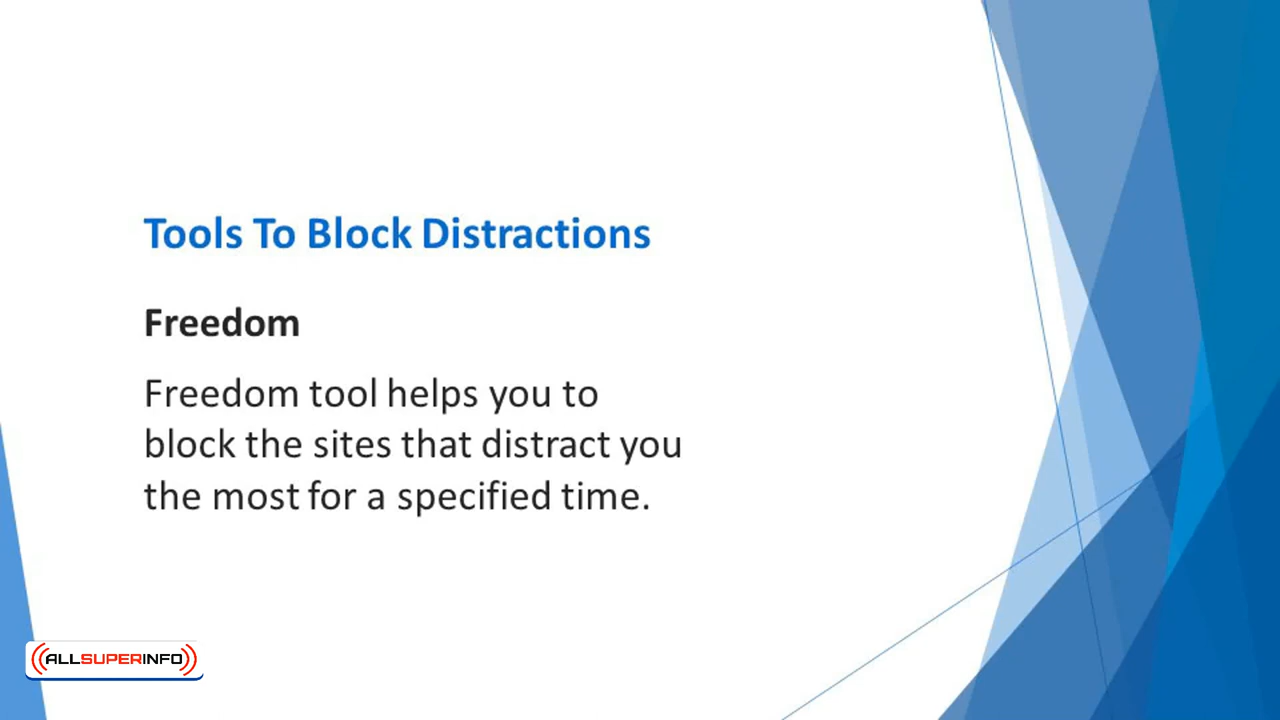 Tools To Block Distractions
Freedom
Freedom tool helps you to
block the sites that distract you
the most for a specified time.
ALLSUPERINFO